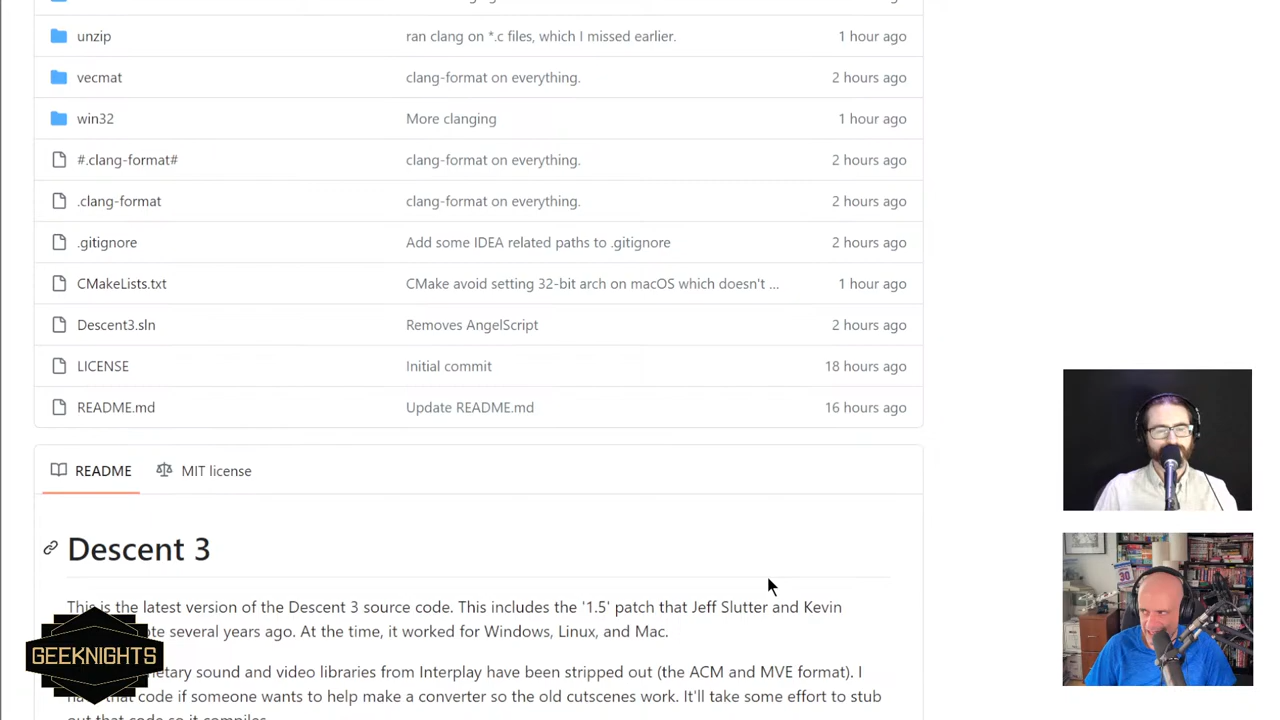 unzip ran clang on *.c files, which I missed earlier. 1 hour ago
vecmat clang-format on everything. 2 hours ago
win32 More clanging 1 hour ago
#.clang-format# clang-format on everything. 2 hours ago
.clang-format clang-format on everything. 2 hours ago
.gitignore Add some IDEA related paths to .gitignore 2 hours ago
CMakeLists.txt CMake avoid setting 32-bit arch on macOS which doesn't ... 1 hour ago
Descent3.sln Removes AngelScript 2 hours ago
LICENSE Initial commit 18 hours ago
README.md Update README.md 16 hours ago
README MIT license
Descent 3
This is the latest version of the Descent 3 source code. This includes the '1.5' patch that Jeff Slutter and Kevin
several years ago. At the time, it worked for Windows, Linux, and Mac.
sound and video libraries from Interplay have been stripped out (the ACM and MVE format). I
that code if someone wants to help make a converter so the old cutscenes work. It'll take some effort to stub
out that code so it compiles.
GEEKNIGHTS
30